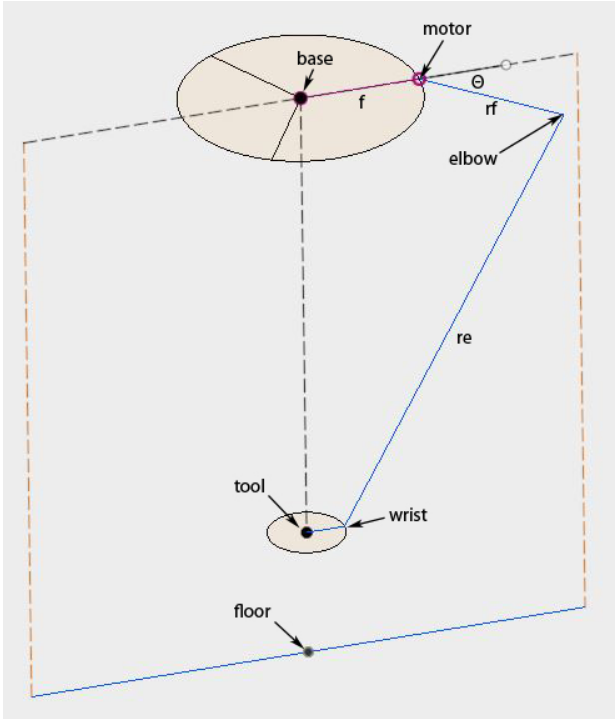 motor
base
Θ
f
rf
elbow
re
tool
wrist
floor